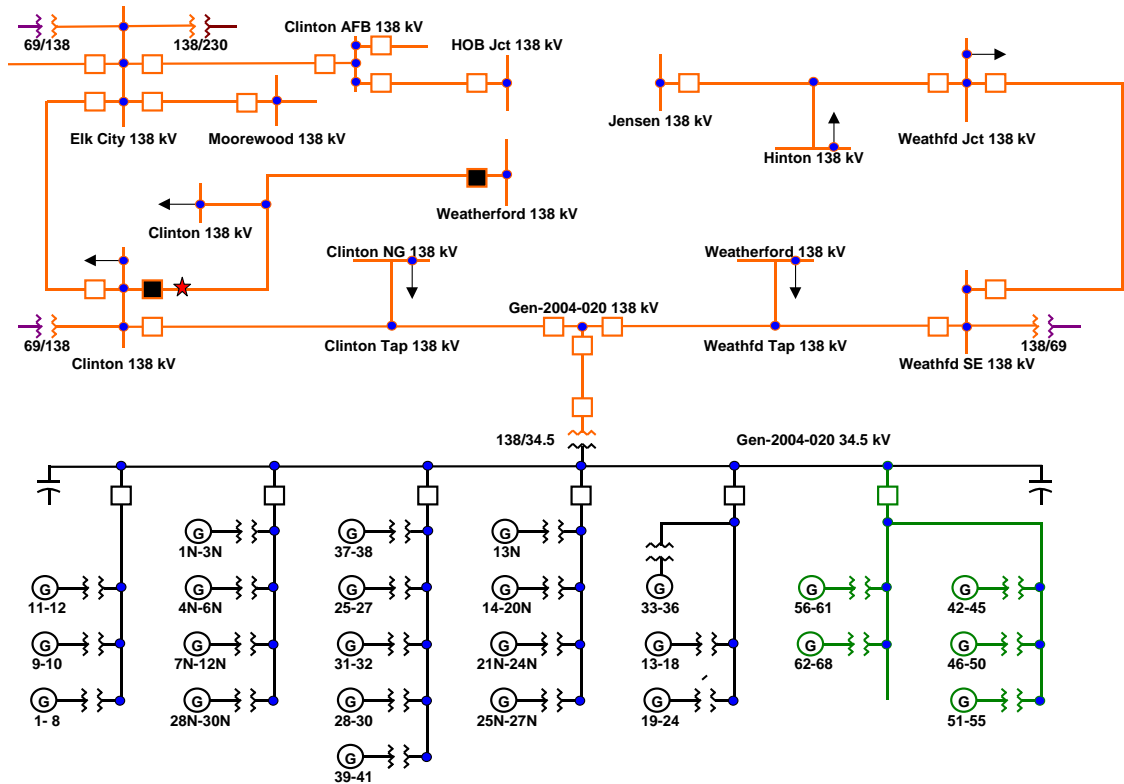 Clinton AFB 138 kV
HOB Jct 138 kV
69/138
138/230
Elk City 138 kV
Moorewood 138 kV
Jensen 138 kV
Hinton 138 kV
Weathfd Jct 138 kV
Clinton 138 kV
Weatherford 138 kV
Clinton NG 138 kV
Weatherford 138 kV
Gen-2004-020 138 kV
69/138
Clinton 138 kV
Clinton Tap 138 kV
Weathfd Tap 138 kV
138/69
Weathfd SE 138 kV
138/34.5
Gen-2004-020 34.5 kV
G
11-12
G
9-10
G
1- 8
G
1N-3N
G
4N-6N
G
7N-12N
G
28N-30N
G
37-38
G
25-27
G
31-32
G
28-30
G
39-41
G
13N
G
14-20N
G
21N-24N
G
25N-27N
G
33-36
G
13-18
G
19-24
G
56-61
G
62-68
G
42-45
G
46-50
G
51-55